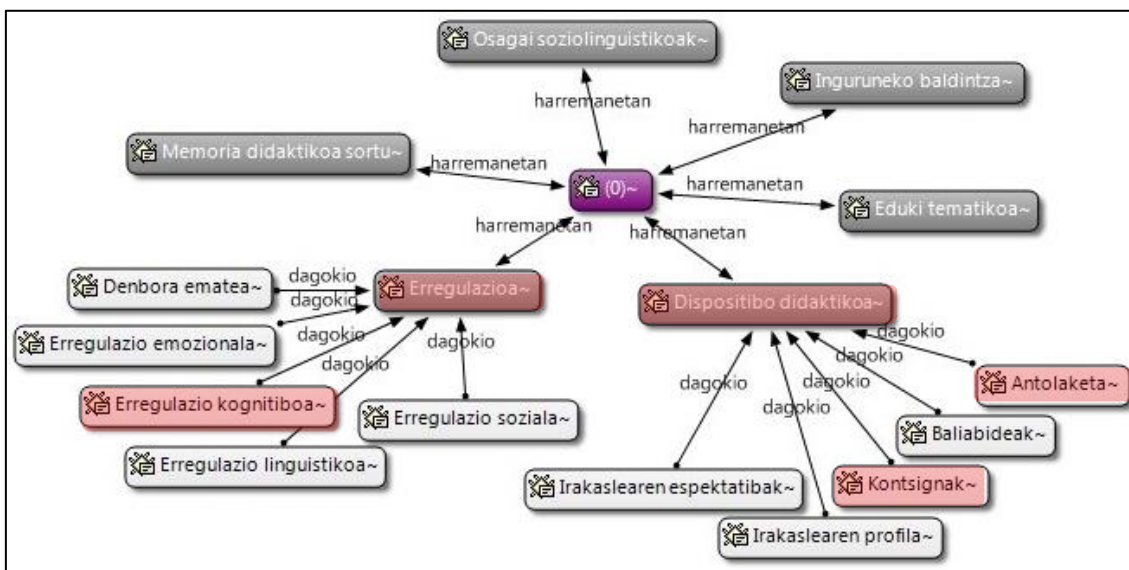 Osagai soziolinguistikoak~
Inguruneko baldintza~
harremanetan
harremanetan
Memoria didaktikoa sortu~
harremanetan
(0)~
harremanetan
Eduki tematikoa~
harremanetan
harremanetan
Denbora ematea~
dagokio
Erregulazioa~
Dispositibo didaktikoa~
dagokio
Erregulazio emozionala~
dagokio
dagokio
dagokio
dagokio
Erregulazio kognitiboa~
dagokio
dagokio
Antolaketa~
Erregulazio soziala~
dagokio
Baliabideak~
Erregulazio linguistikoa~
Irakaslearen espektatibak~
Kontsignak~
Irakaslearen profila~